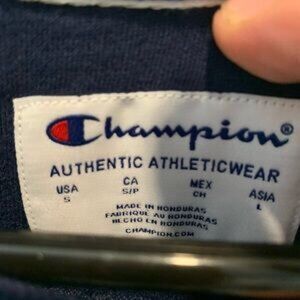 Champion®
AUTHENTIC ATHLETICWEAR
USA CA MEX ASIA
S S/P CH L
MADE IN HONDURAS
FABRIQUÉ AU HONDURAS
HECHO EN HONDURAS
CHAMPION.COM